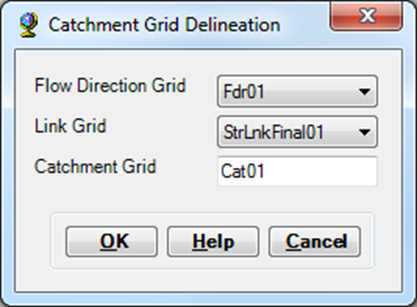 Catchment Grid Delineation
Flow Direction Grid Fdr01
Link Grid StrLnkFinal01
Catchment Grid Cat01
OK Help Cancel